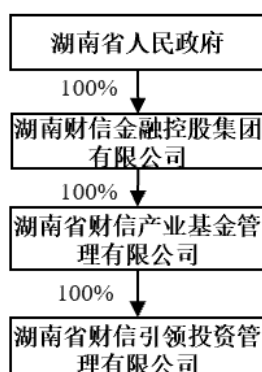 湖南省人民政府
100%
湖南财信金融控股集团
有限公司
100%
湖南省财信产业基金管
理有限公司
100%
湖南省财信引领投资管
理有限公司